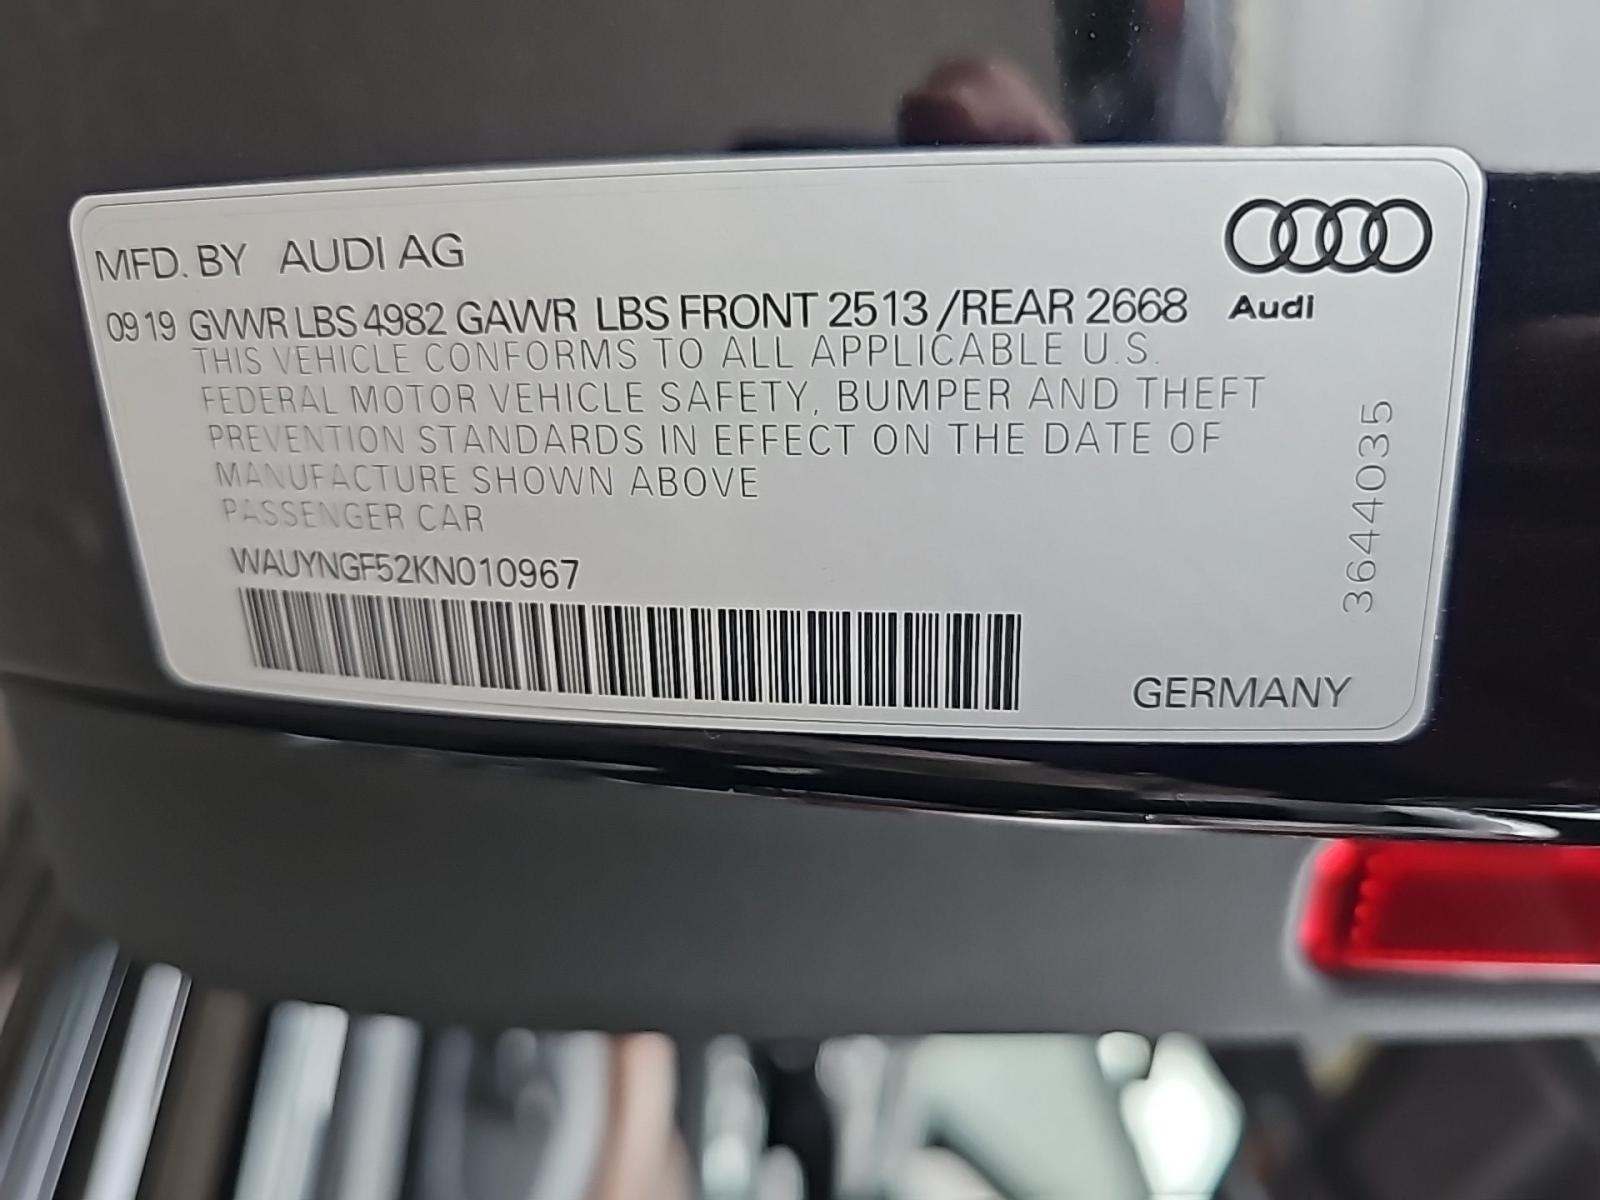 MFD. BY AUDI AG
09 19 GVWR LBS 4982 GAWR LBS FRONT 2513 /REAR 2668
Audi
THIS VEHICLE CONFORMS TO ALL APPLICABLE U.S.
FEDERAL MOTOR VEHICLE SAFETY, BUMPER AND THEFT
PREVENTION STANDARDS IN EFFECT ON THE DATE OF
MANUFACTURE SHOWN ABOVE
PASSENGER CAR
WAUYNGF52KN010967
3644035
GERMANY